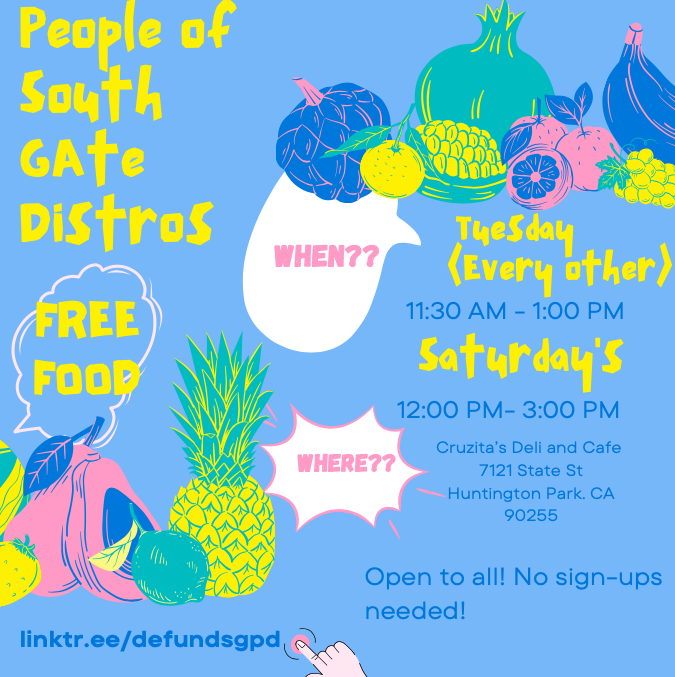 People of
South
GAte
Distros
FREE
FOOD
WHEN??
Tuesday
(Every other)
11:30 AM - 1:00 PM
Saturday's
12:00 PM- 3:00 PM
WHERE??
Cruzita's Deli and Cafe
7121 State St
Huntington Park. CA
90255
Open to all! No sign-ups
needed!
linktr.ee/defundsgpd